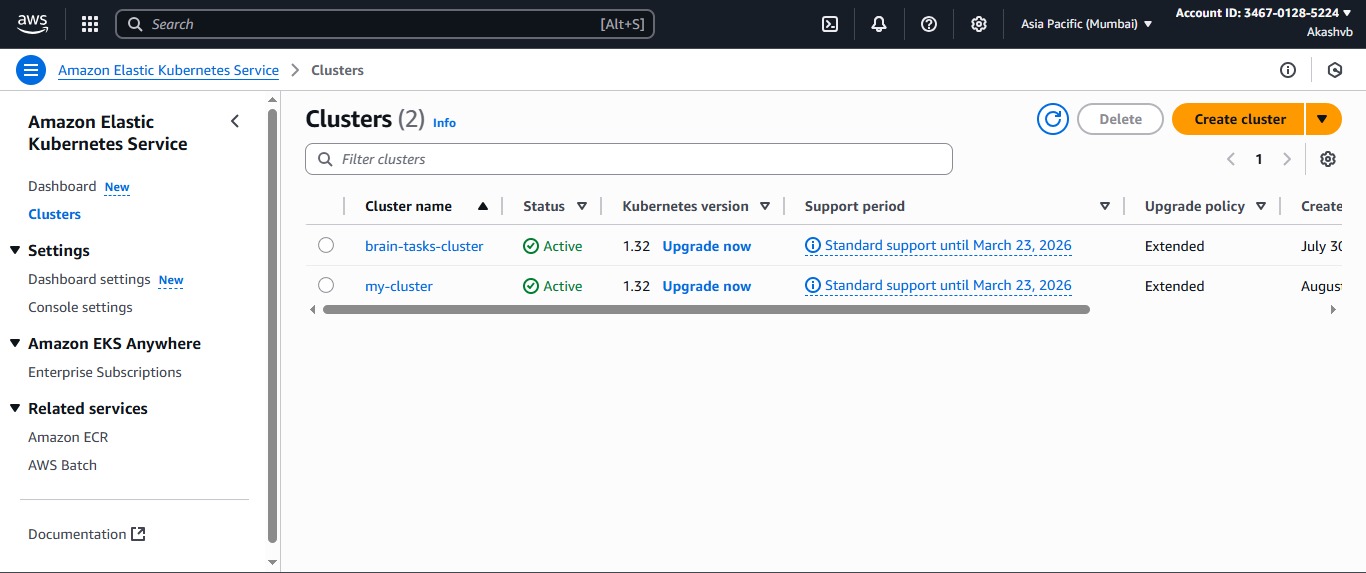 aws
Search [Alt+S]
Asia Pacific (Mumbai)
Account ID: 3467-0128-5224
Akashvb
Amazon Elastic Kubernetes Service
Clusters
Amazon Elastic
Kubernetes Service
Dashboard New
Clusters
Settings
Dashboard settings New
Console settings
Amazon EKS Anywhere
Enterprise Subscriptions
Related services
Amazon ECR
AWS Batch
Documentation
Clusters (2) Info
Delete
Create cluster
Filter clusters
1
Cluster name Status Kubernetes version Support period Upgrade policy Create
brain-tasks-cluster Active 1.32 Upgrade now Standard support until March 23, 2026 Extended July 30
my-cluster Active 1.32 Upgrade now Standard support until March 23, 2026 Extended Augus